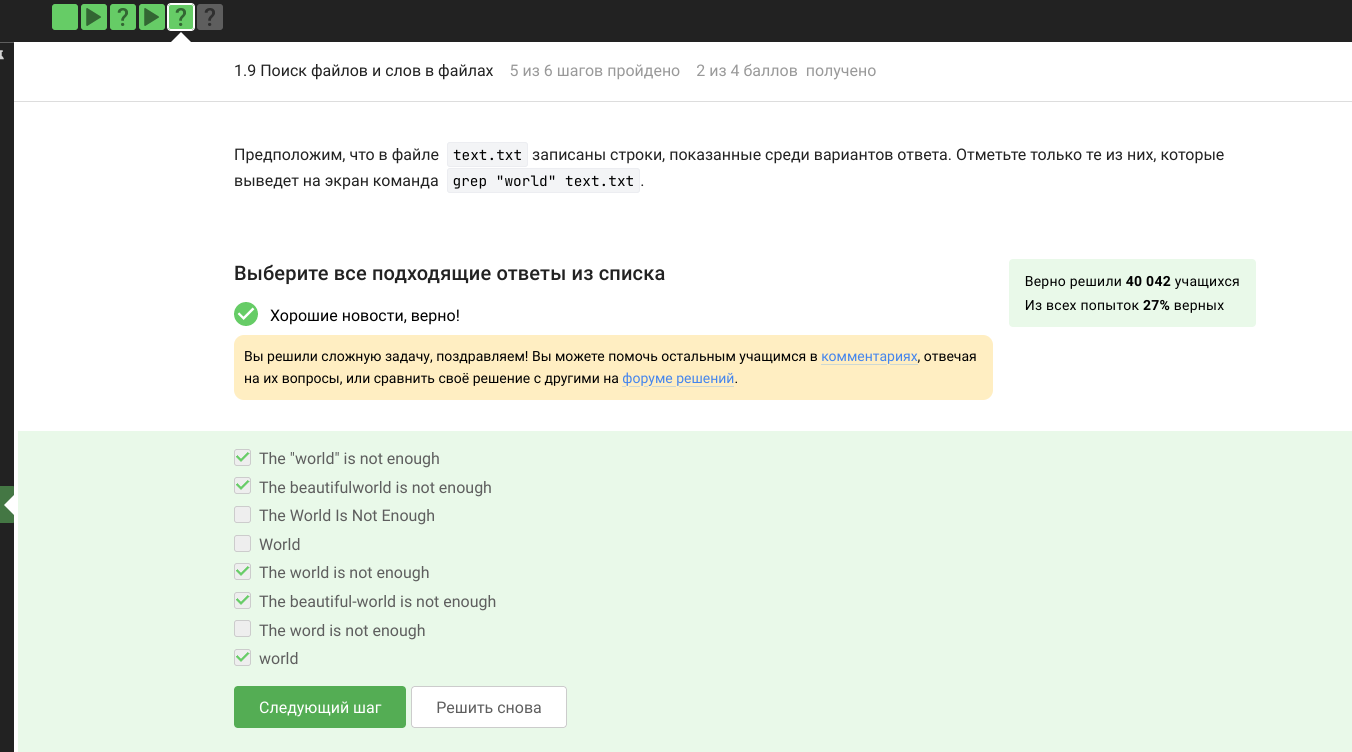 ? ? ?
1.9 Поиск файлов и слов в файлах 5 из 6 шагов пройдено 2 из 4 баллов получено
Предположим, что в файле text.txt записаны строки, показанные среди вариантов ответа. Отметьте только те из них, которые
выведет на экран команда grep "world" text.txt.
Выберите все подходящие ответы из списка
Верно решили 40 042 учащихся
Из всех попыток 27% верных
Хорошие новости, верно!
Вы решили сложную задачу, поздравляем! Вы можете помочь остальным учащимся в комментариях, отвечая
на их вопросы, или сравнить своё решение с другими на форуме решений.
The "world" is not enough
The beautifulworld is not enough
The World Is Not Enough
World
The world is not enough
The beautiful-world is not enough
The word is not enough
world
Следующий шаг
Решить снова